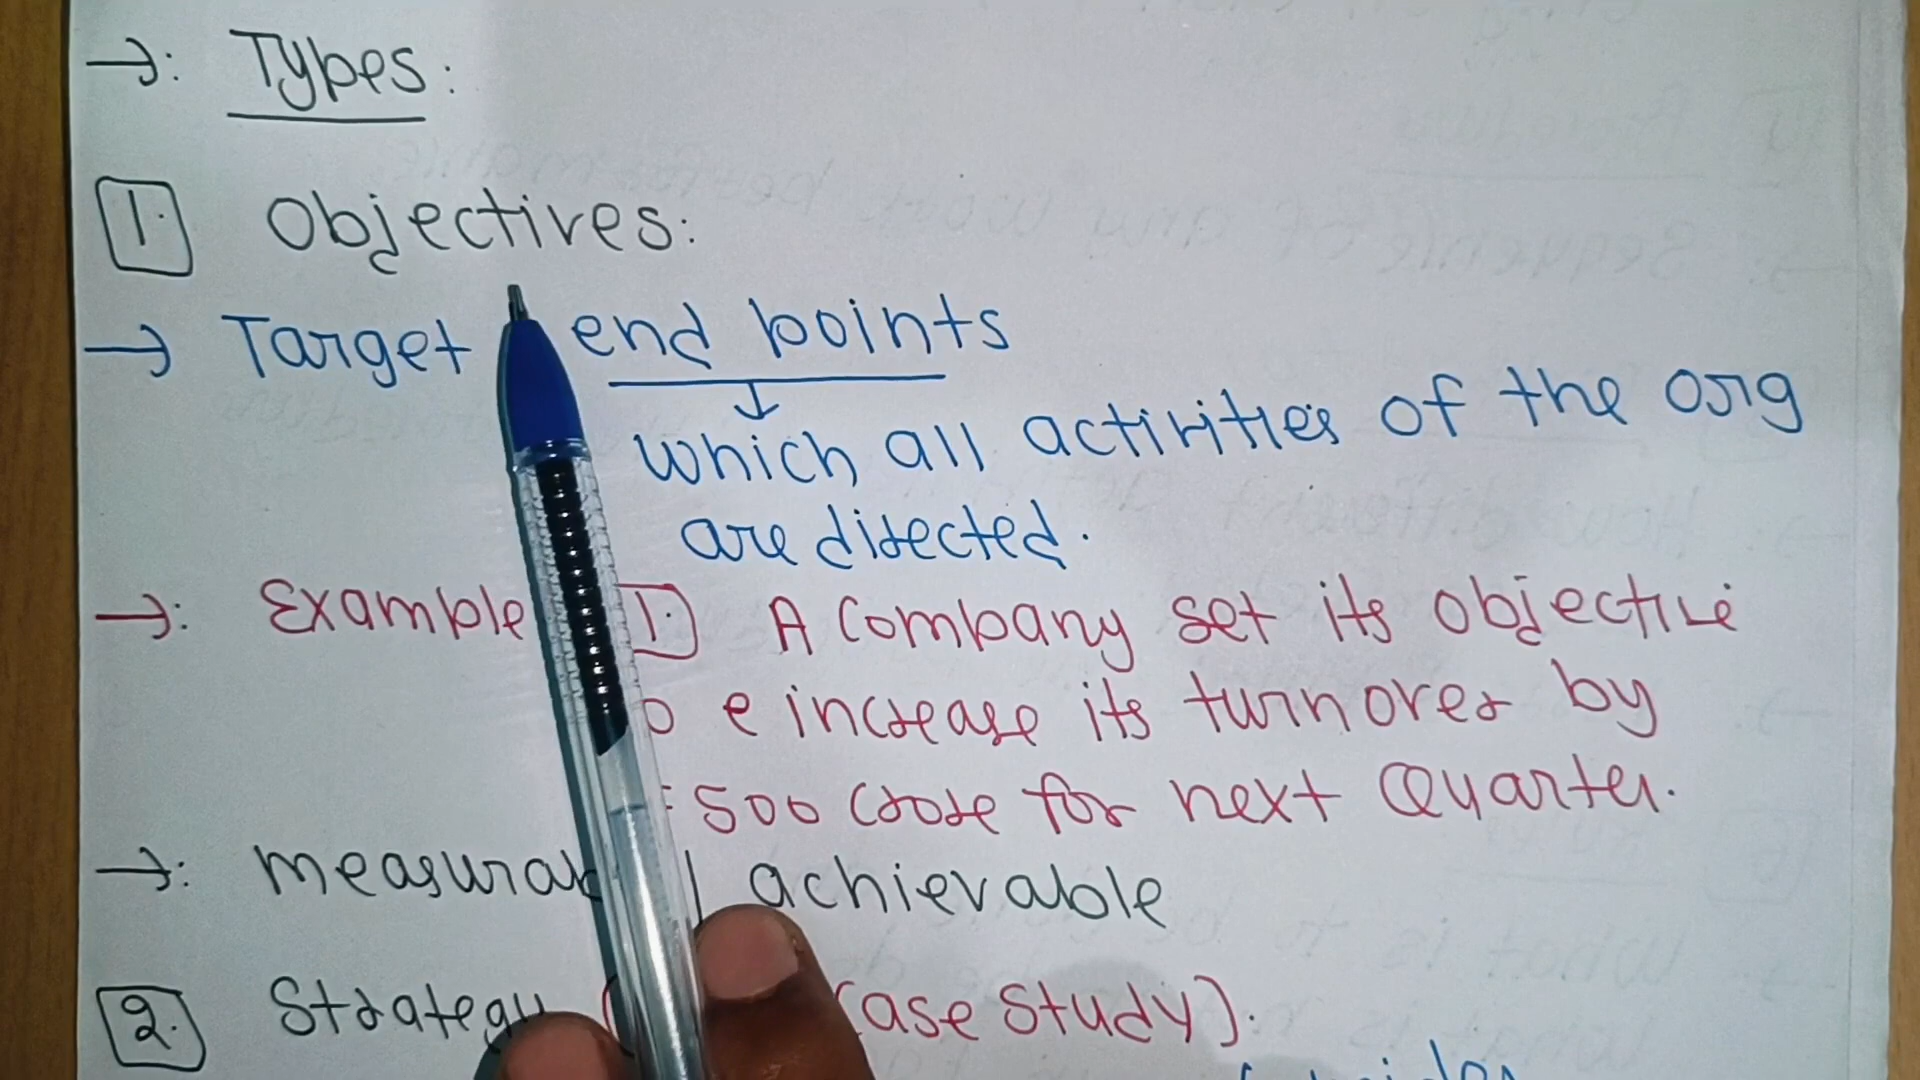 →: Types:
1. Objectives:
→ Target end points
↓
which all activities of the org
are directed.
→: Example 1. A Company set its objective
e increase its turnover by
500 Crore for next Quarter.
→: measurab | achievable
2. Strategy ( Case Study).